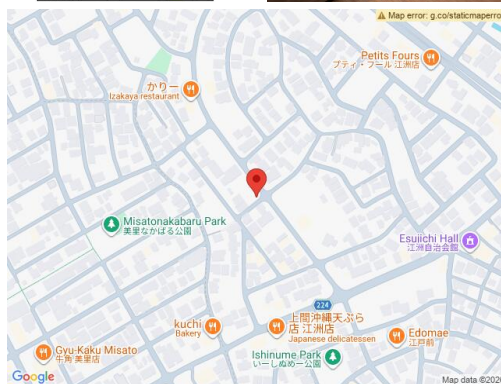 Map error: g.co/staticmaperro
Petits Fours
プティ・フール 江洲店
かりー
Izakaya restaurant
Misatonakabaru Park
美里なかばる公園
Esuiichi Hall
江洲自治会館
224
上間沖縄天ぷら
店 江洲店
Japanese delicatessen
kuchi
Bakery
Edomae
江戸前
Gyu-Kaku Misato
牛角 美里店
Ishinume Park
いーしぬめー公園
Google
Map data ©2026